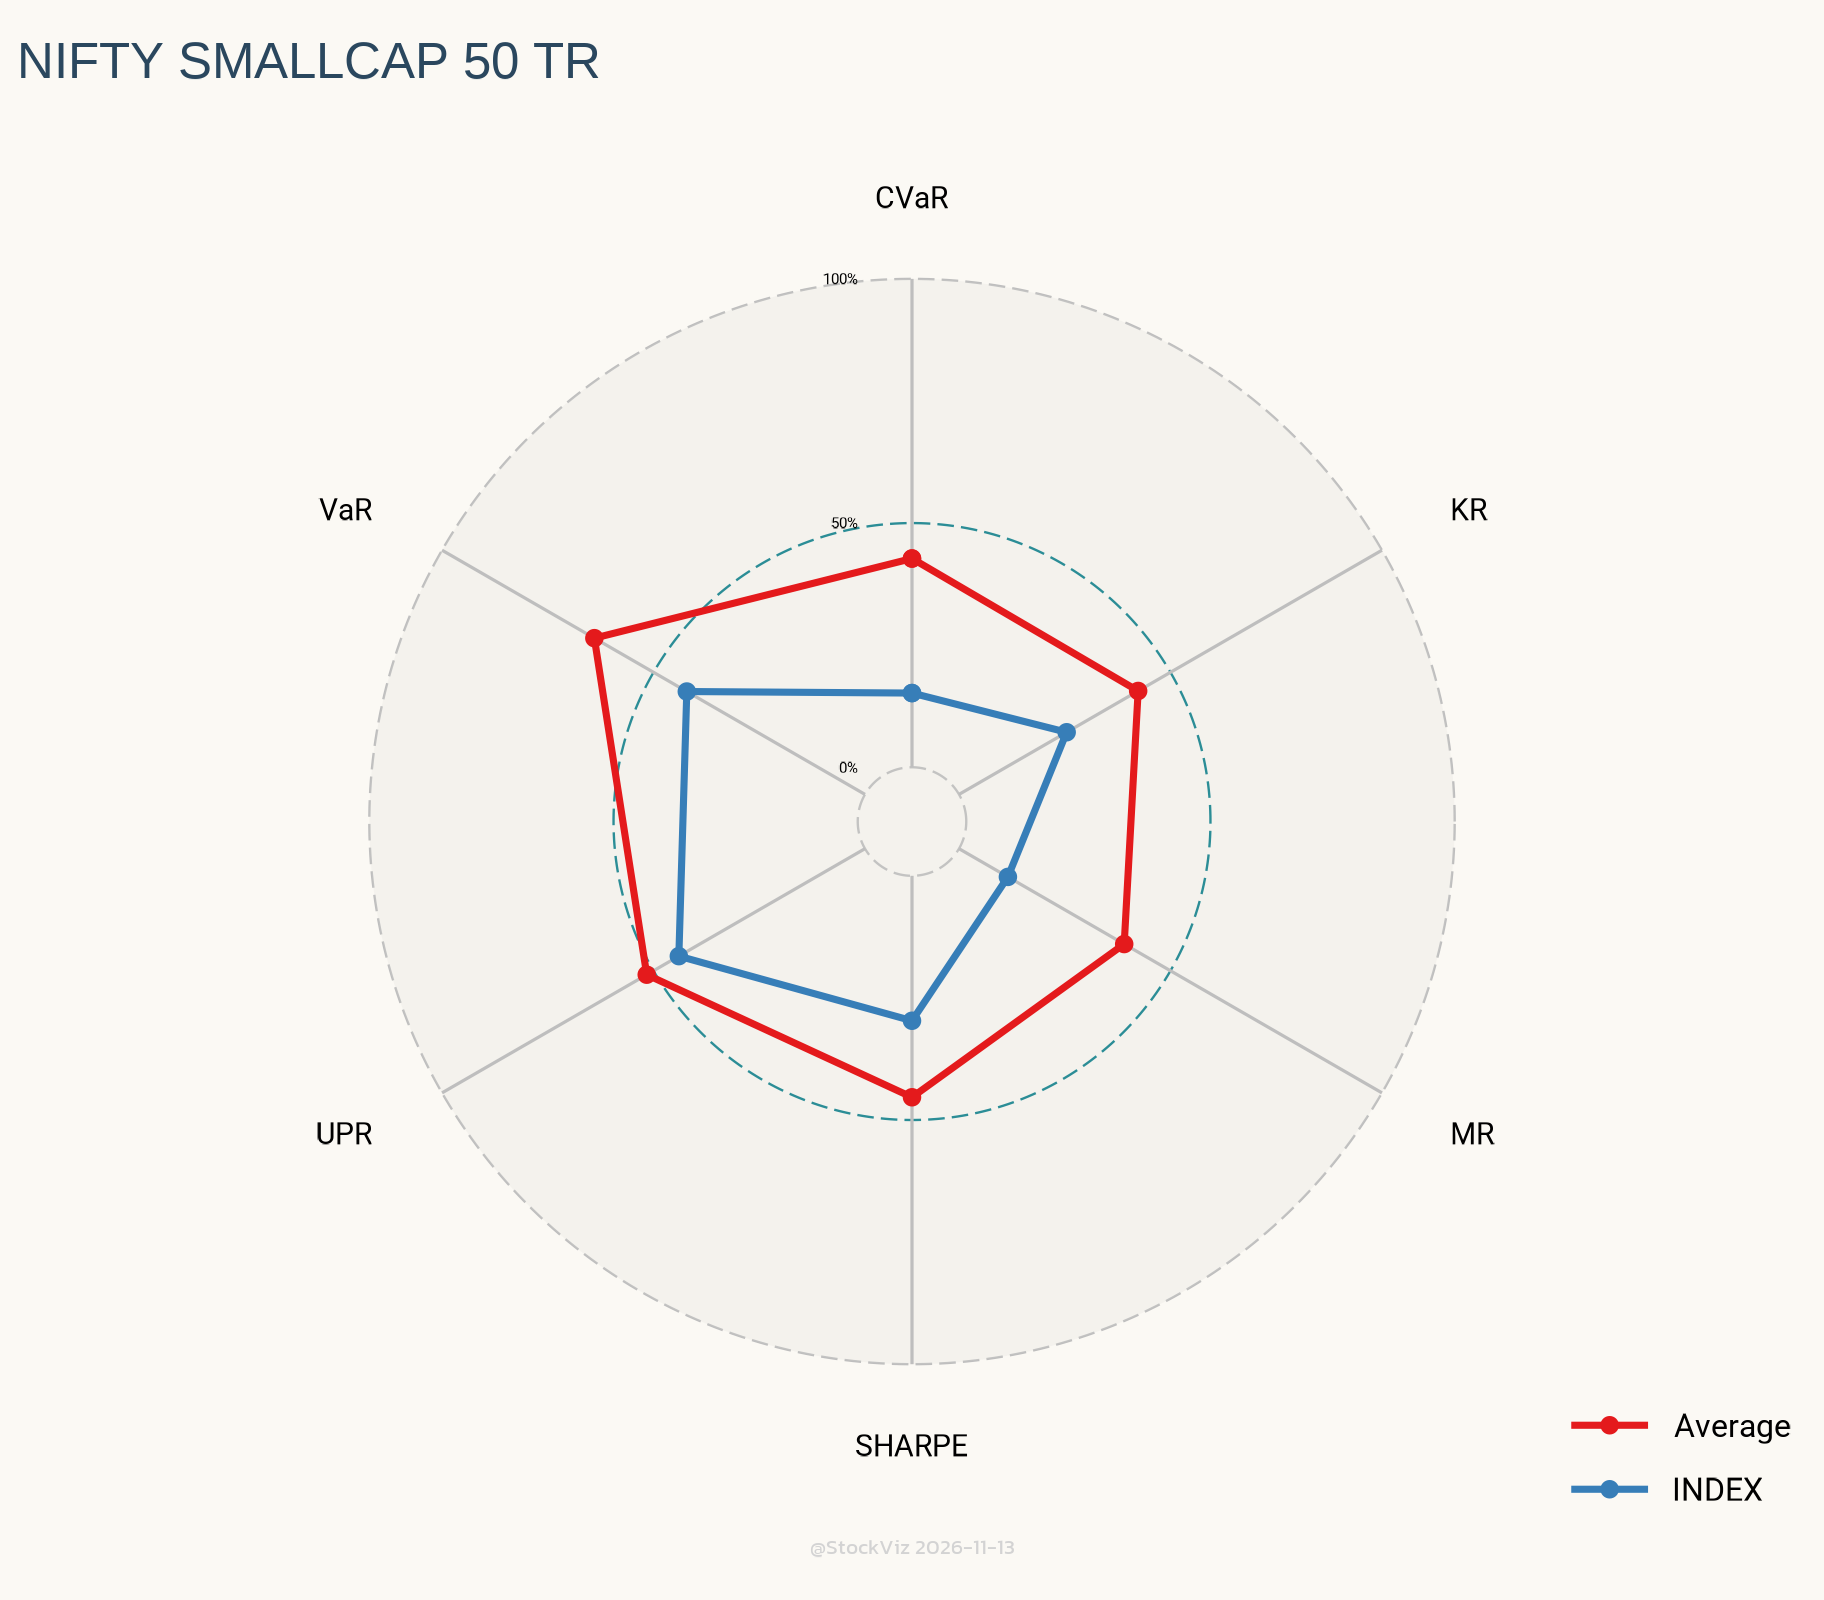 NIFTY SMALLCAP 50 TR
CVaR
100%
VaR
KR
50%
0%
UPR
MR
SHARPE
Average
INDEX
@StockViz 2026-11-13